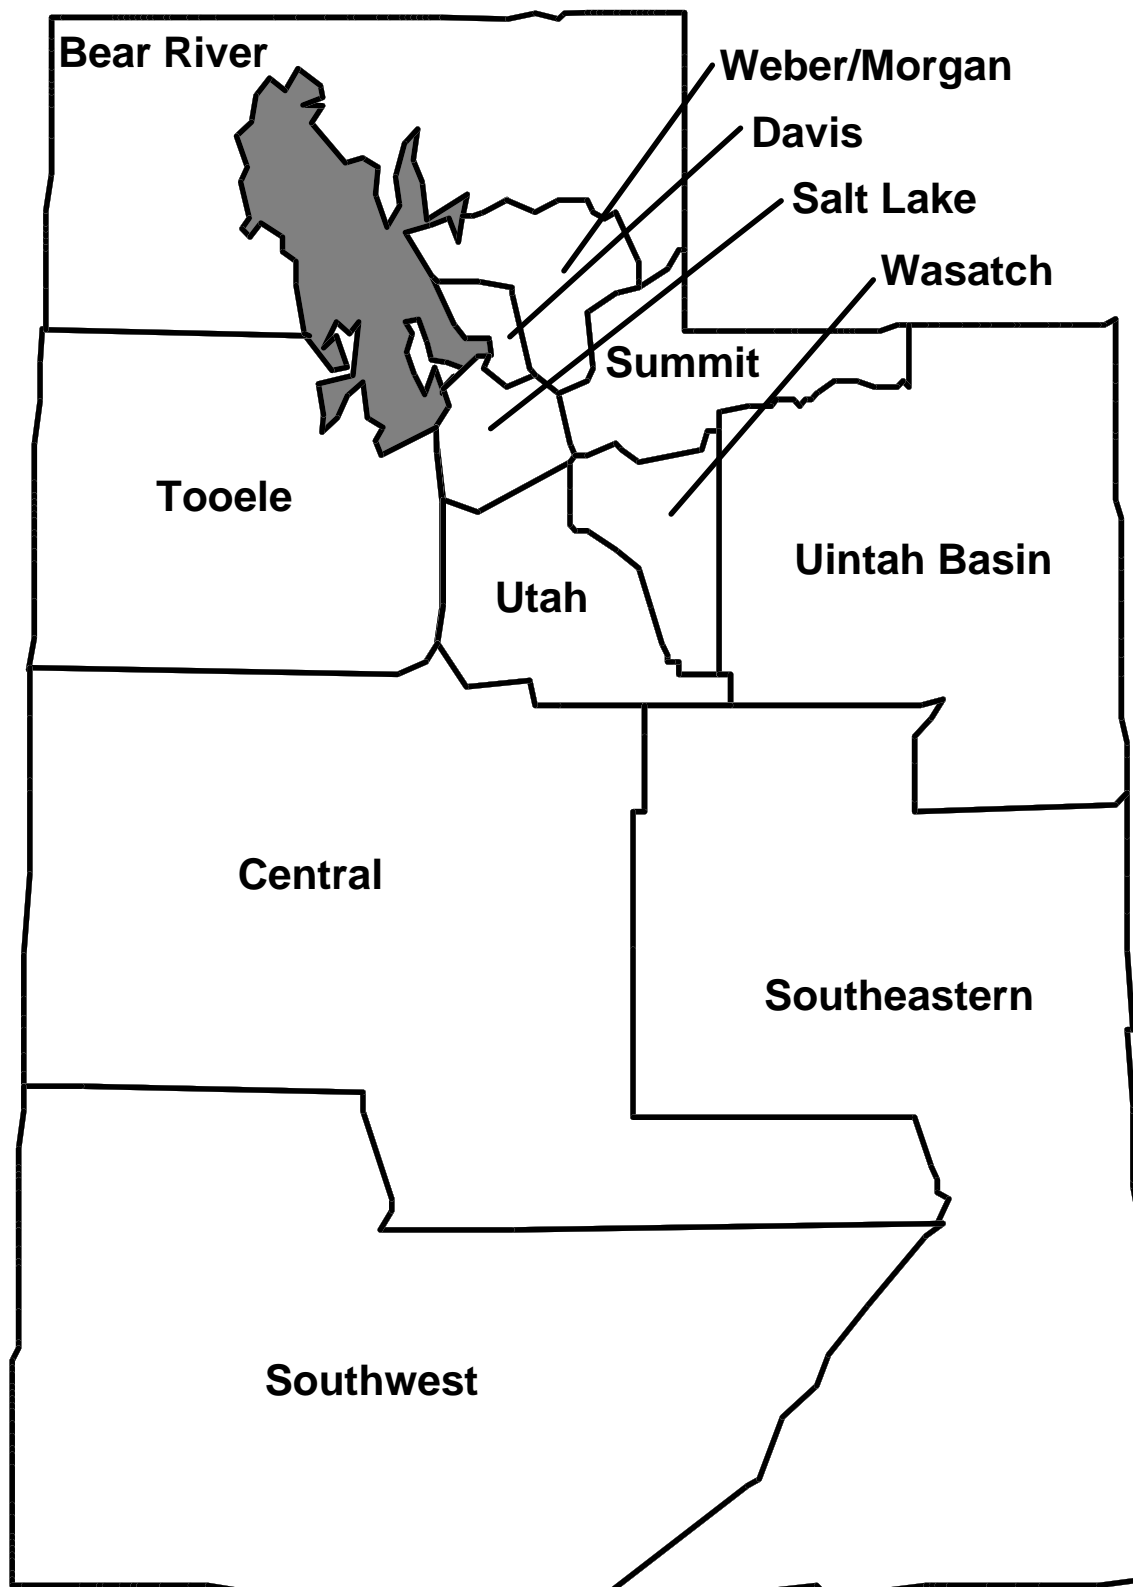 Bear River
Weber/Morgan
Davis
Salt Lake
Wasatch
Summit
Tooele
Uintah Basin
Utah
Central
Southeastern
Southwest